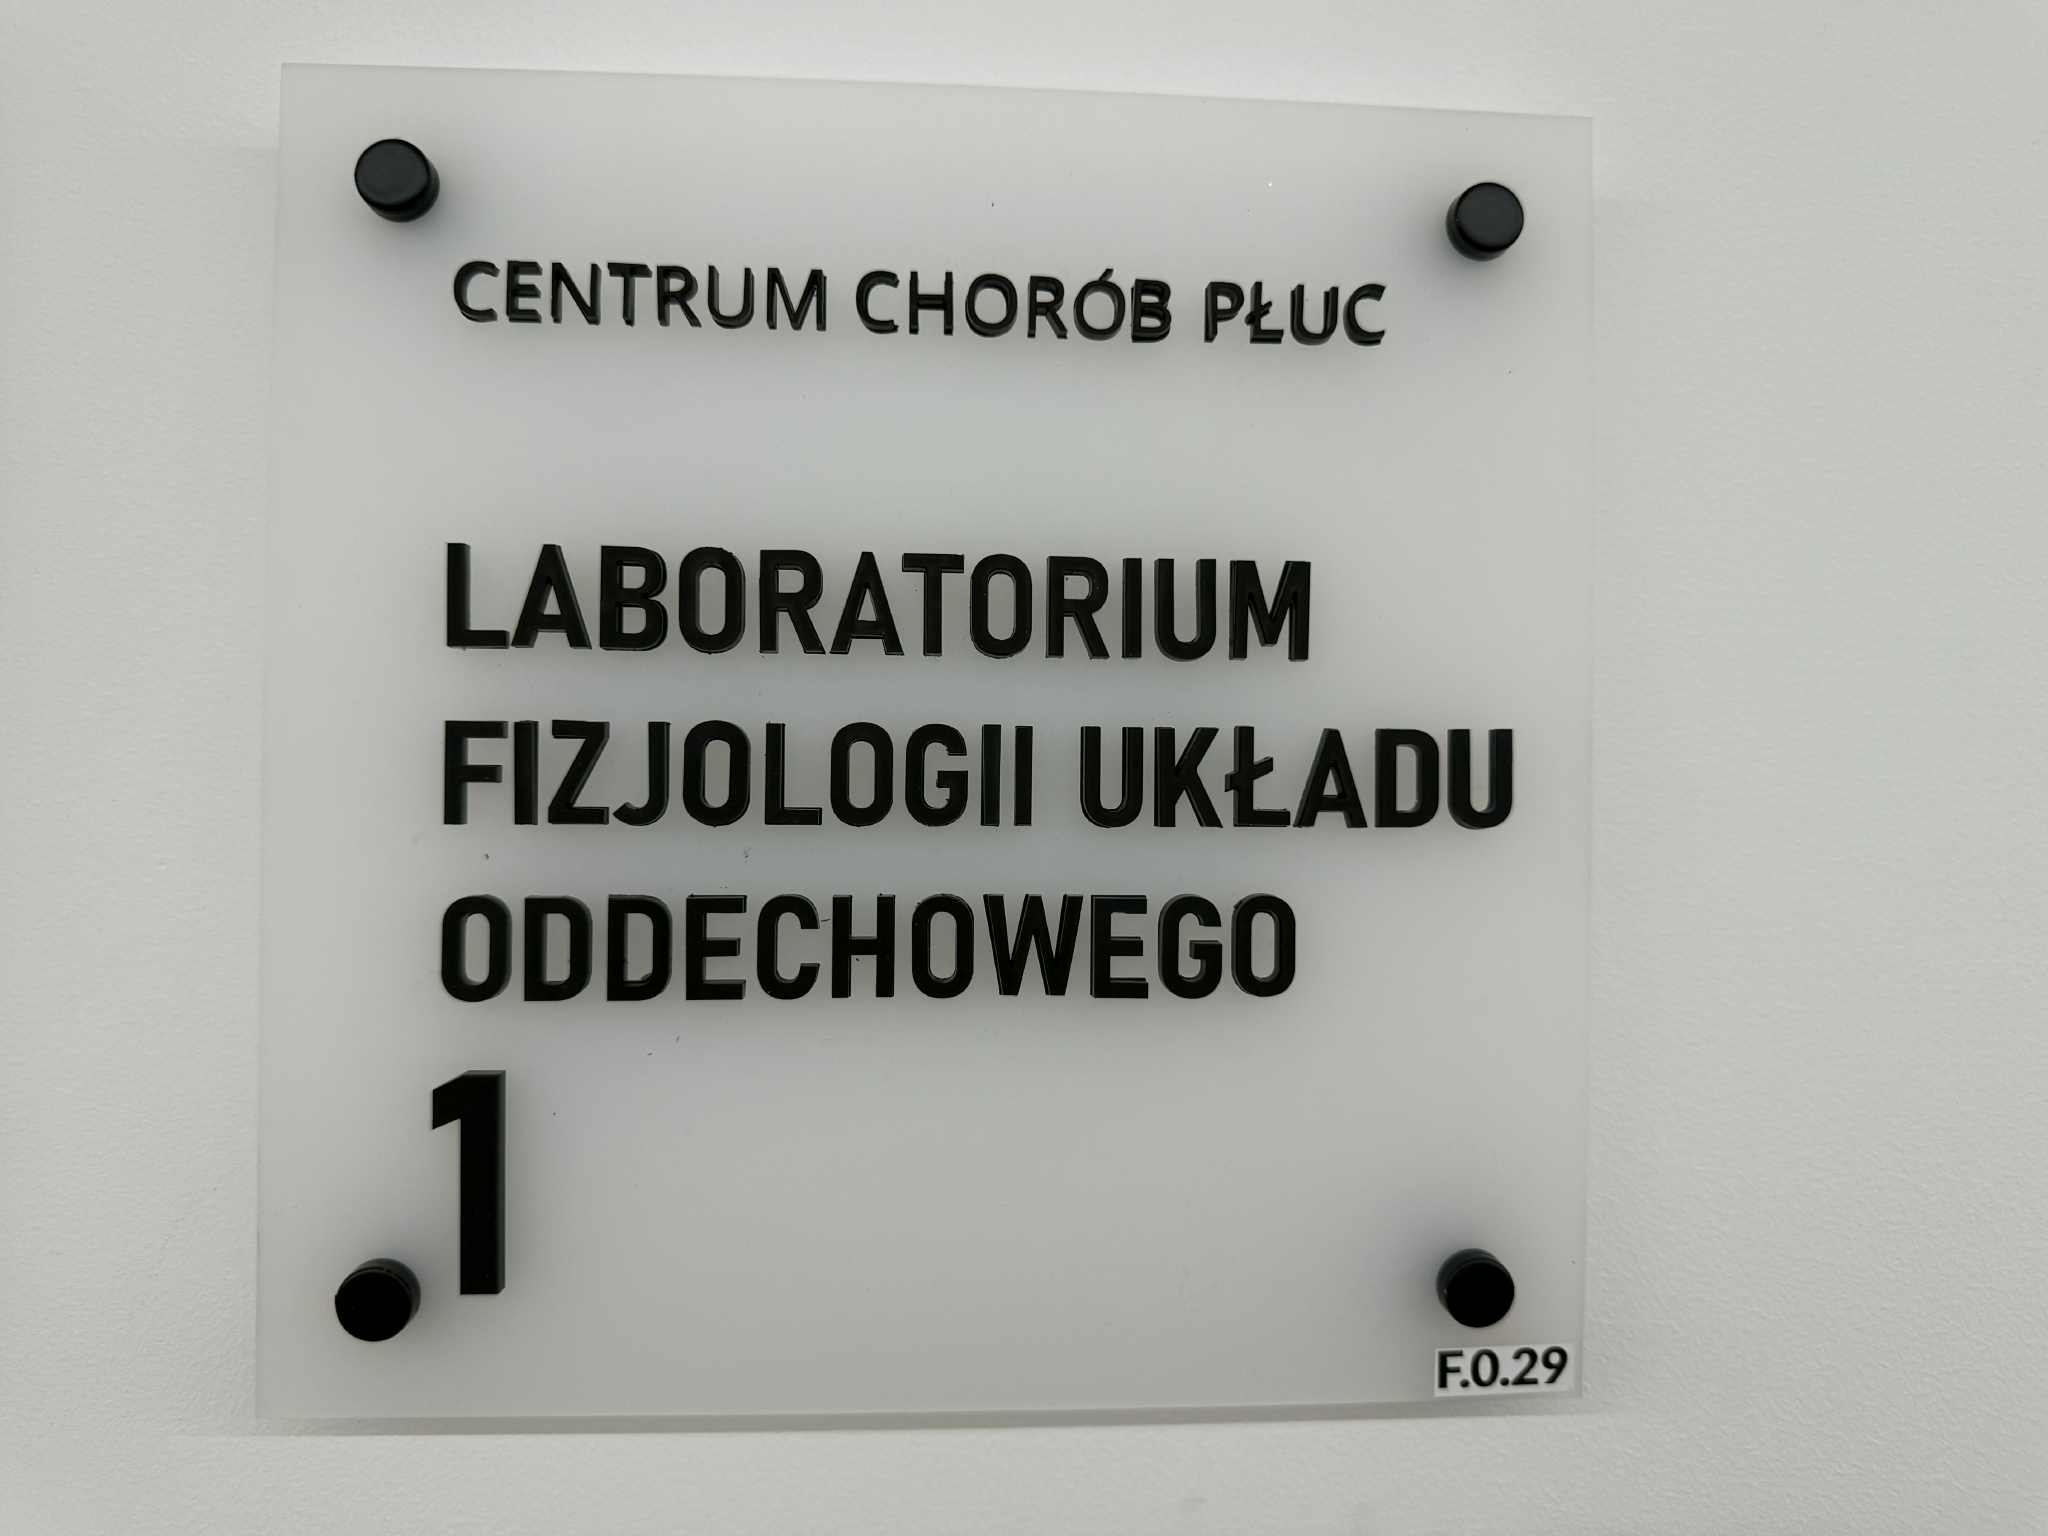 CENTRUM CHORÓB PŁUC
LABORATORIUM
FIZJOLOGII UKŁADU
ODDECHOWEGO
1
F.0.29